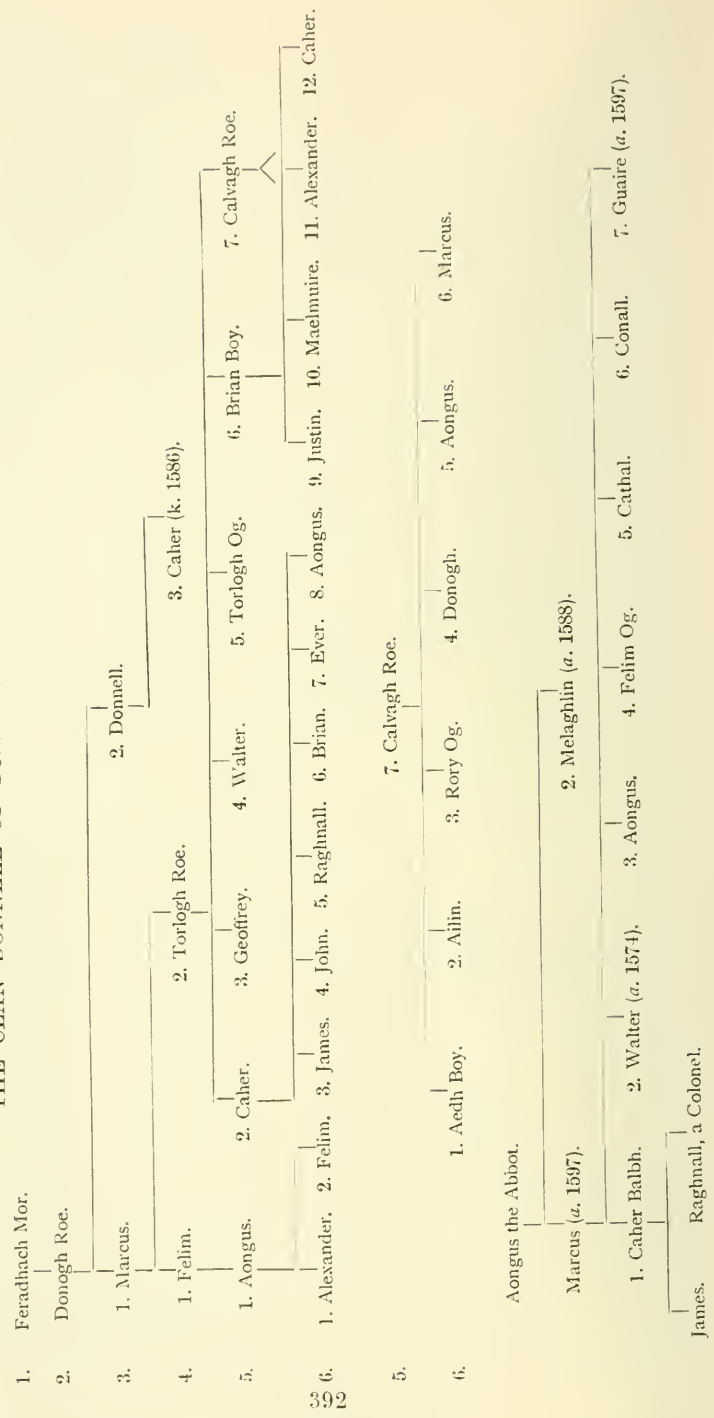 THE CLAN DONNELL OF
1. Feradhach Mor.
2. Donogh Roe.
3. 1. Marcus. 2. Donnell.
4. 1. Felim. 2. Torlogh Roe. 3. Caher (k. 1586).
5. 1. Aongus. 2. Caher. 3. Geoffrey. 4. Walter. 5. Torlogh Og. 6. Brian Boy. 7. Calvagh Roe.
6. 1. Alexander. 2. Felim. 3. James. 4. John. 5. Raghnall. 6. Brian. 7. Ever. 8. Aongus. 9. Justin. 10. Maelmuire. 11. Alexander. 12. Caher.
5. 7. Calvagh Roe.
6. 1. Aedh Boy. 2. Ailin. 3. Rory Og. 4. Donogh. 5. Aongus. 6. Marcus.
Aongus the Abbot.
Marcus (a. 1597). 2. Melaghlin (a. 1588).
1. Caher Balbh. 2. Walter (a. 1574). 3. Aongus. 4. Felim Og. 5. Cathal. 6. Conall. 7. Guaire (a. 1597).
James. Raghnall, a Colonel.
392